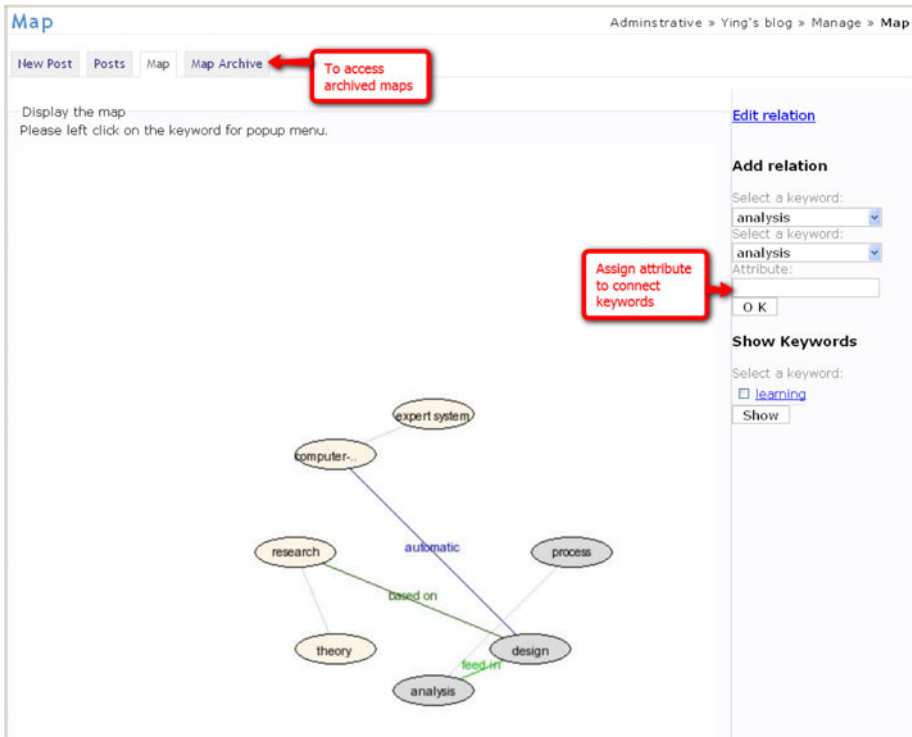 Map
Adminstrative » Ying's blog » Manage » Map
New Post Posts Map Map Archive
To access
archived maps
Display the map
Please left click on the keyword for popup menu.
Edit relation
Add relation
Select a keyword:
analysis
Select a keyword:
analysis
Attribute:
Assign attribute
to connect
keywords
O K
Show Keywords
Select a keyword:
learning
Show
expert system
computer-..
automatic
research
process
based on
theory
design
feed in
analysis